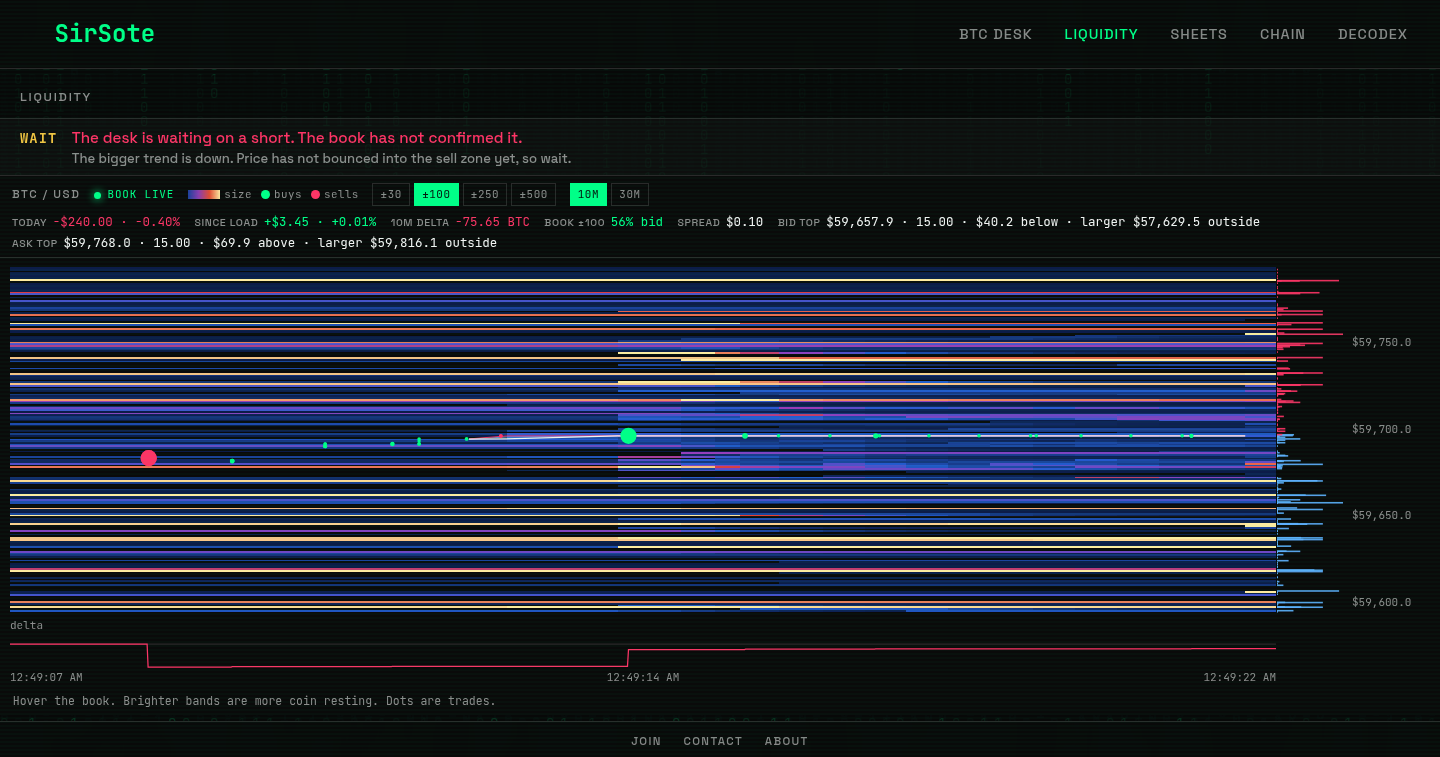 SirSote
BTC DESK LIQUIDITY SHEETS CHAIN DECODEX
LIQUIDITY
WAIT The desk is waiting on a short. The book has not confirmed it.
The bigger trend is down. Price has not bounced into the sell zone yet, so wait.
BTC / USD BOOK LIVE size buys sells ±30 ±100 ±250 ±500 10M 30M
TODAY -$240.00 · -0.40% SINCE LOAD +$3.45 · +0.01% 10M DELTA -75.65 BTC BOOK ±100 56% bid SPREAD $0.10 BID TOP $59,657.9 · 15.00 · $40.2 below · larger $57,629.5 outside
ASK TOP $59,768.0 · 15.00 · $69.9 above · larger $59,816.1 outside
$59,750.0
$59,700.0
$59,650.0
$59,600.0
delta
12:49:07 AM 12:49:14 AM 12:49:22 AM
Hover the book. Brighter bands are more coin resting. Dots are trades.
JOIN CONTACT ABOUT